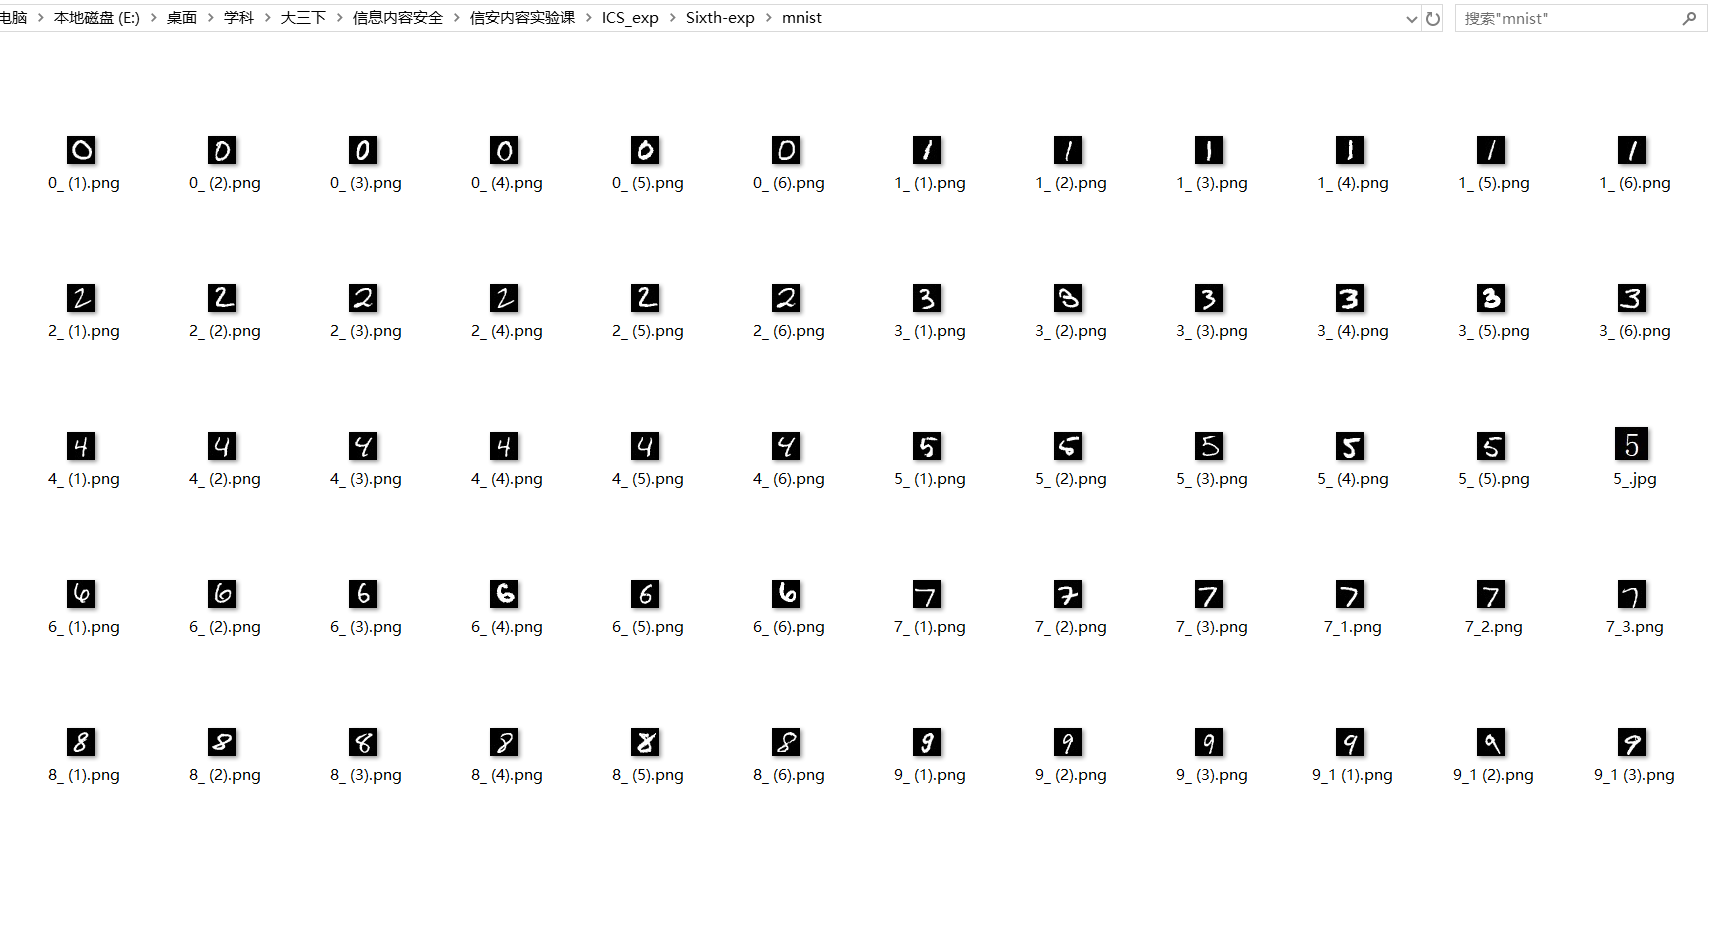 电脑 > 本地磁盘 (E:) > 桌面 > 学科 > 大三下 > 信息内容安全 > 信安内容实验课 > ICS_exp > Sixth-exp > mnist 搜索"mnist"
0 0 0 0 0 0 1 1 1 1 1 1
0_ (1).png 0_ (2).png 0_ (3).png 0_ (4).png 0_ (5).png 0_ (6).png 1_ (1).png 1_ (2).png 1_ (3).png 1_ (4).png 1_ (5).png 1_ (6).png
2 2 2 2 2 2 3 3 3 3 3 3
2_ (1).png 2_ (2).png 2_ (3).png 2_ (4).png 2_ (5).png 2_ (6).png 3_ (1).png 3_ (2).png 3_ (3).png 3_ (4).png 3_ (5).png 3_ (6).png
4 4 4 4 4 4 5 5 5 5 5 5
4_ (1).png 4_ (2).png 4_ (3).png 4_ (4).png 4_ (5).png 4_ (6).png 5_ (1).png 5_ (2).png 5_ (3).png 5_ (4).png 5_ (5).png 5_.jpg
6 6 6 6 6 6 7 7 7 7 7 7
6_ (1).png 6_ (2).png 6_ (3).png 6_ (4).png 6_ (5).png 6_ (6).png 7_ (1).png 7_ (2).png 7_ (3).png 7_1.png 7_2.png 7_3.png
8 8 8 8 8 8 9 9 9 9 9 9
8_ (1).png 8_ (2).png 8_ (3).png 8_ (4).png 8_ (5).png 8_ (6).png 9_ (1).png 9_ (2).png 9_ (3).png 9_1 (1).png 9_1 (2).png 9_1 (3).png